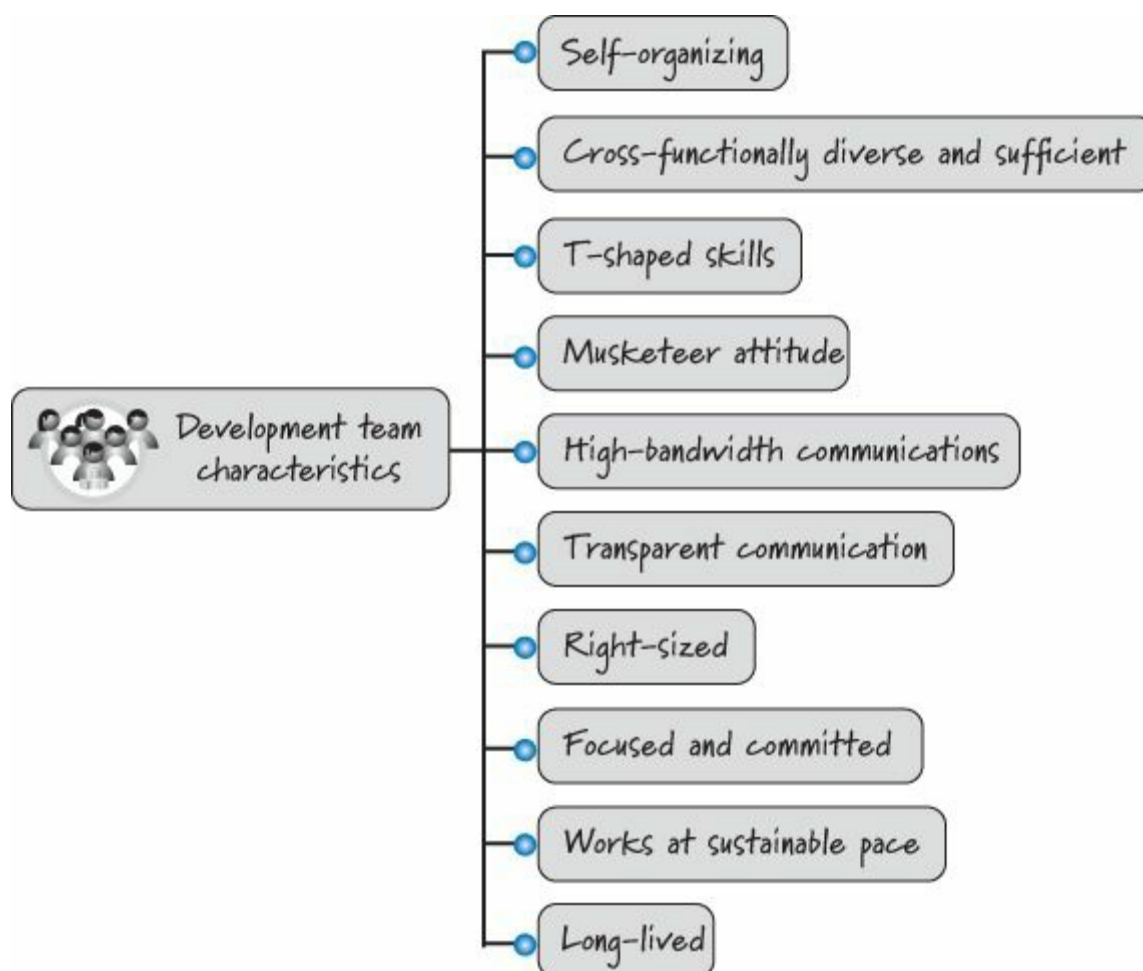 Self-organizing
Cross-functionally diverse and sufficient
T-shaped skills
Musketeer attitude
Development team
characteristics
High-bandwidth communications
Transparent communication
Right-sized
Focused and committed
Works at sustainable pace
Long-lived